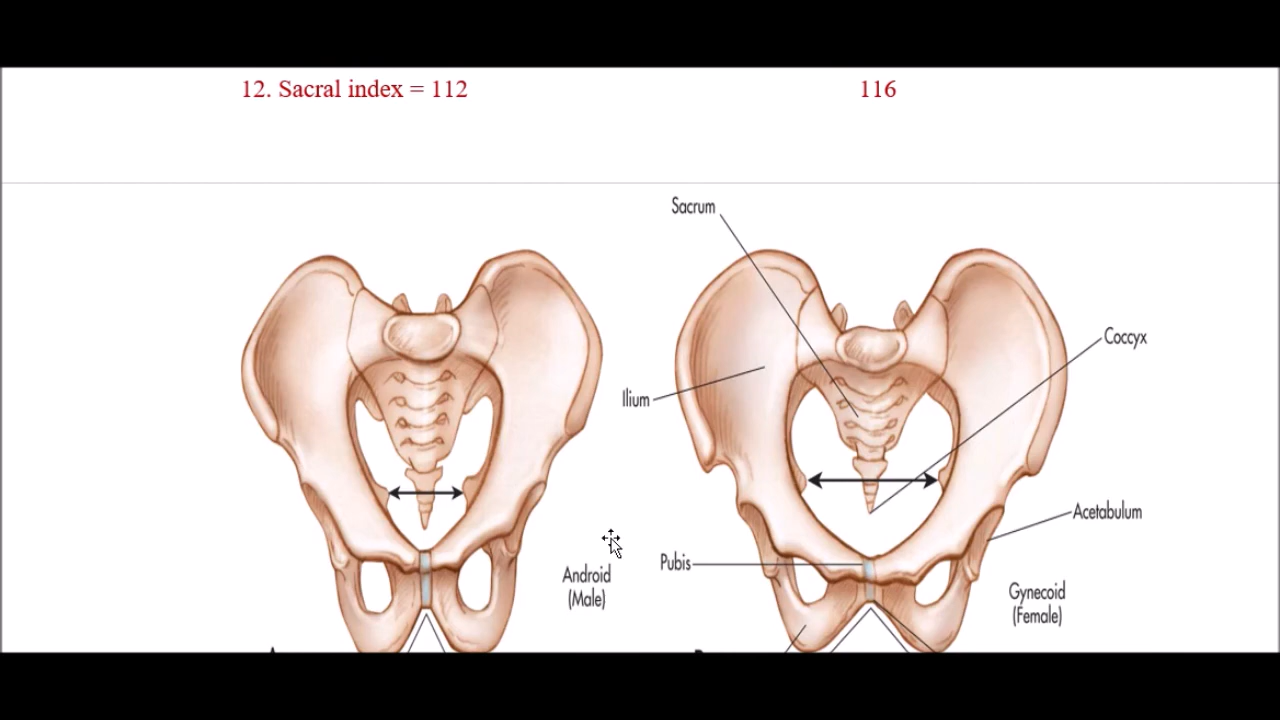 12. Sacral index = 112
116
Sacrum
Coccyx
Ilium
Acetabulum
Pubis
Android
(Male)
Gynecoid
(Female)